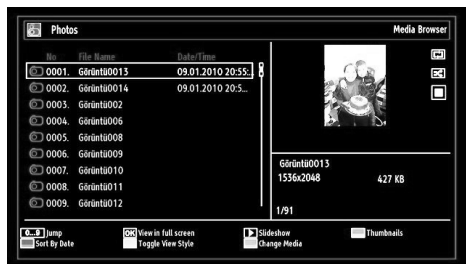 Photos Media Browser
No File Name Date/Time
0001. Görüntü0013 09.01.2010 20:55:..
0002. Görüntü0014 09.01.2010 20:5...
0003. Görüntü002
0004. Görüntü006
0005. Görüntü008
0006. Görüntü009
0007. Görüntü010
0008. Görüntü011
0009. Görüntü012
Görüntü0013
1536x2048 427 KB
1/91
0...9 Jump OK View in full screen Slideshow Thumbnails
Sort By Date Toggle View Style Change Media